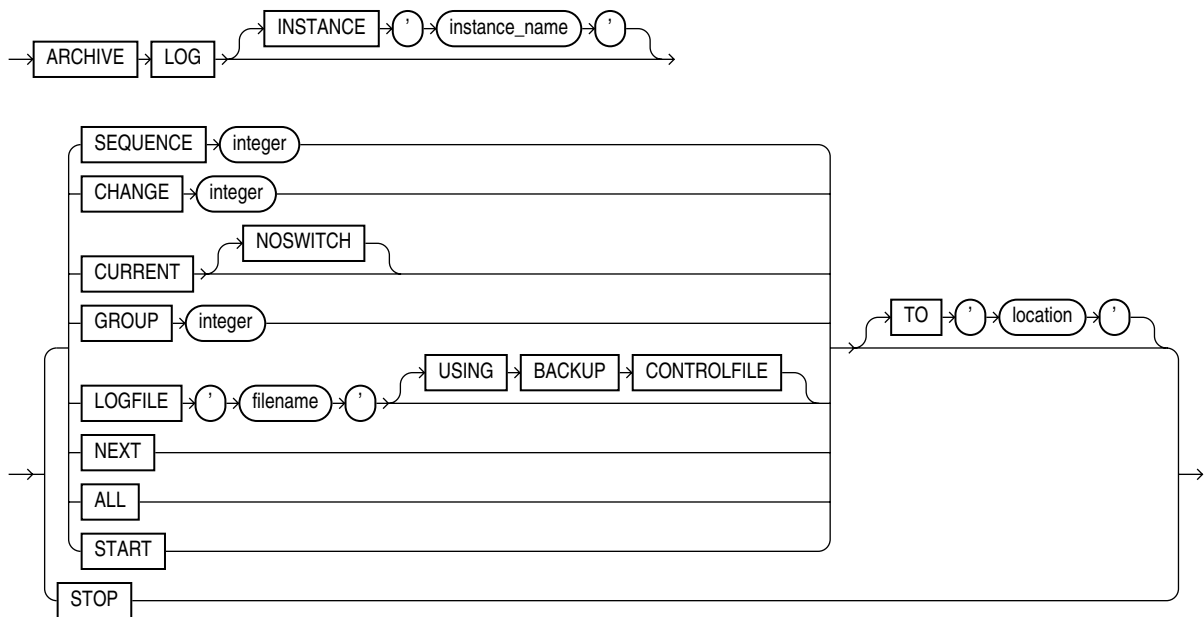 INSTANCE ’ instance_name ’
ARCHIVE LOG
SEQUENCE integer
CHANGE integer
NOSWITCH
CURRENT
GROUP integer
TO ’ location ’
USING BACKUP CONTROLFILE
LOGFILE ’ filename ’
NEXT
ALL
START
STOP